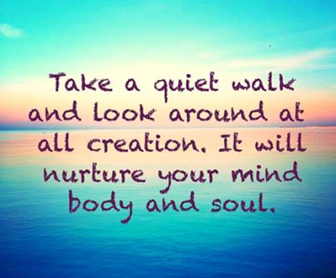 Take a quiet walk
and look around at
all creation. It will
nurture your mind
body and soul.